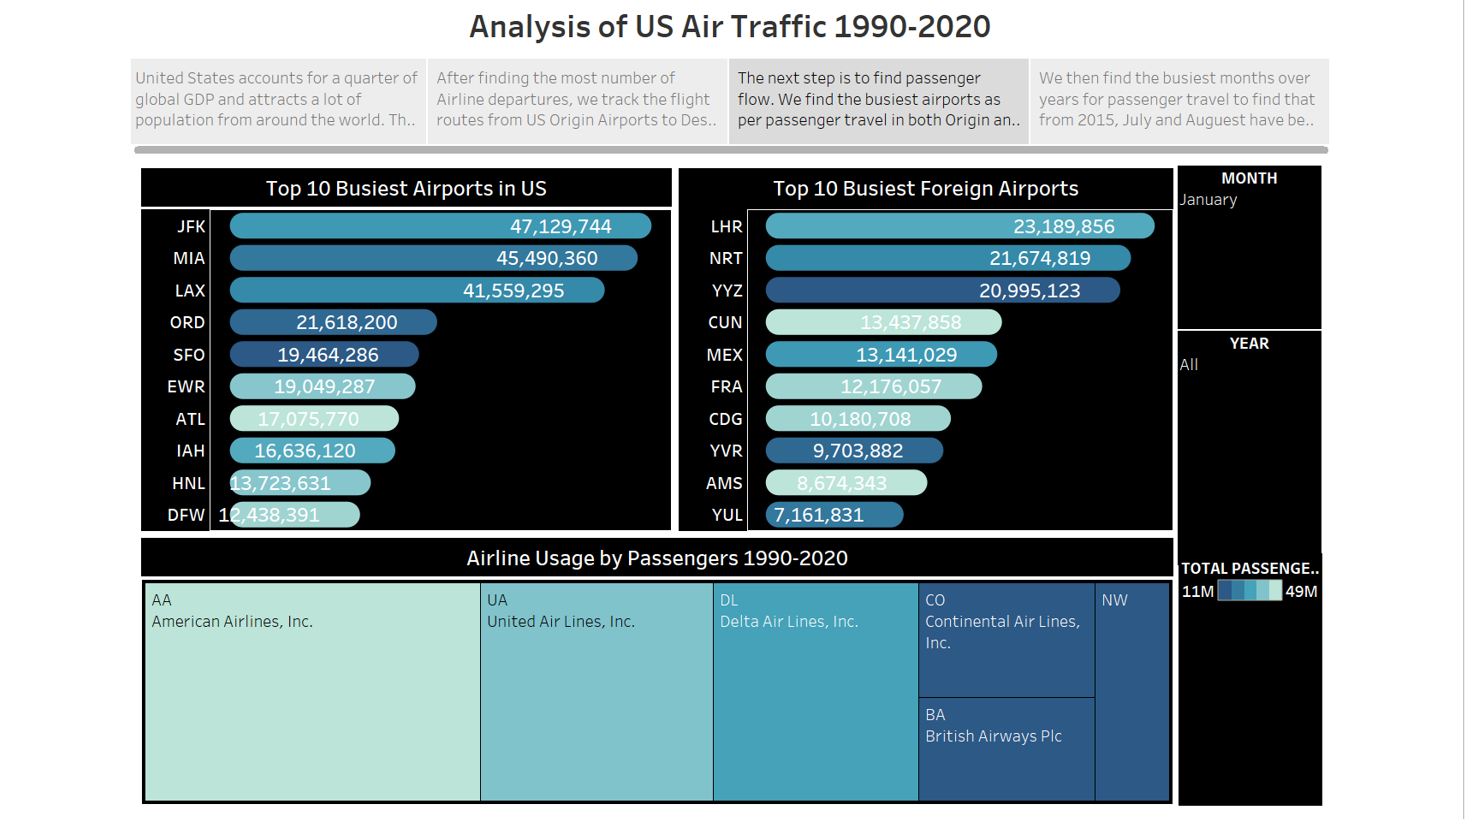 Analysis of US Air Traffic 1990-2020
United States accounts for a quarter of
global GDP and attracts a lot of
population from around the world. Th..
After finding the most number of
Airline departures, we track the flight
routes from US Origin Airports to Des..
The next step is to find passenger
flow. We find the busiest airports as
per passenger travel in both Origin an..
We then find the busiest months over
years for passenger travel to find that
from 2015, July and Auguest have be..
Top 10 Busiest Airports in US
JFK 47,129,744
MIA 45,490,360
LAX 41,559,295
ORD 21,618,200
SFO 19,464,286
EWR 19,049,287
ATL 17,075,770
IAH 16,636,120
HNL 13,723,631
DFW 12,438,391
Top 10 Busiest Foreign Airports
LHR 23,189,856
NRT 21,674,819
YYZ 20,995,123
CUN 13,437,858
MEX 13,141,029
FRA 12,176,057
CDG 10,180,708
YVR 9,703,882
AMS 8,674,343
YUL 7,161,831
MONTH
January
YEAR
All
TOTAL PASSENGE..
11M 49M
Airline Usage by Passengers 1990-2020
AA
American Airlines, Inc.
UA
United Air Lines, Inc.
DL
Delta Air Lines, Inc.
CO
Continental Air Lines,
Inc.
BA
British Airways Plc
NW